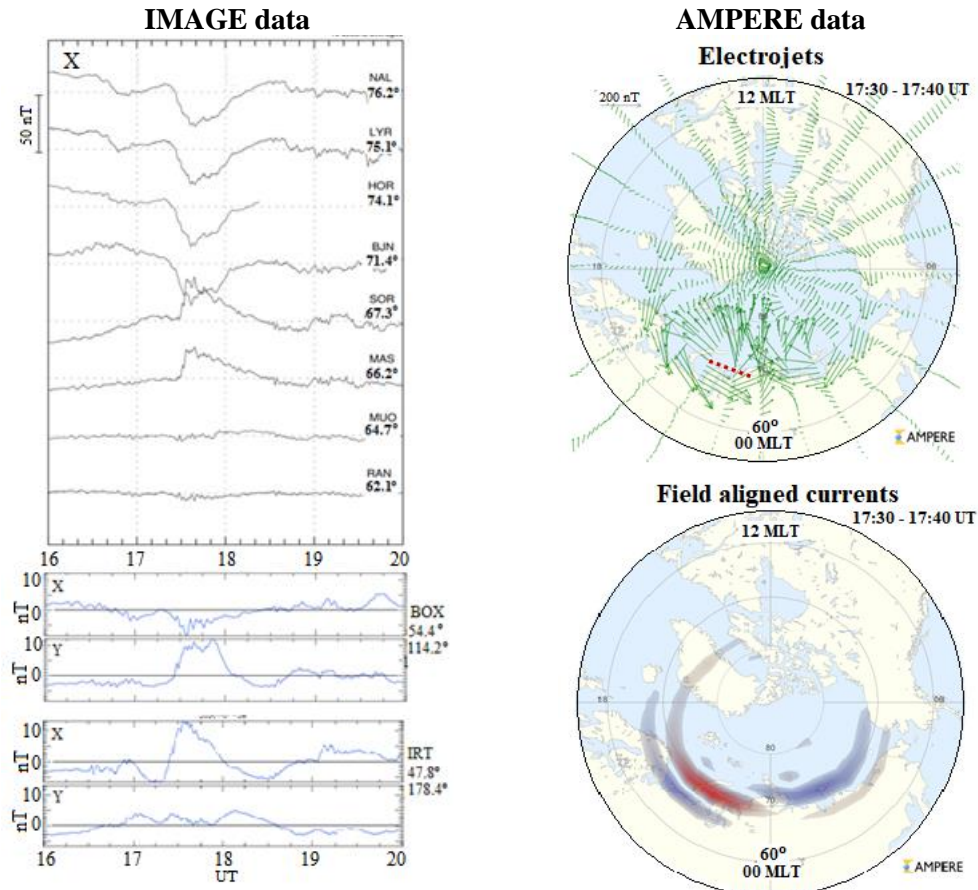 IMAGE data
X
50 nT
NAL
76.2°
LYR
75.1°
HOR
74.1°
BJN
71.4°
SOR
67.3°
MAS
66.2°
MUO
64.7°
RAN
62.1°
16 17 18 19 20
10
nT
0
X
BOX
54.4°
114.2°
10
nT
0
Y
10
nT
0
X
IRT
47.8°
178.4°
10
nT
0
Y
16 17 18 19 20
UT
AMPERE data
Electrojets
17:30 - 17:40 UT
200 nT
12 MLT
18
06
60°
00 MLT
AMPERE
Field aligned currents
17:30 - 17:40 UT
12 MLT
06
80
70
60°
00 MLT
AMPERE